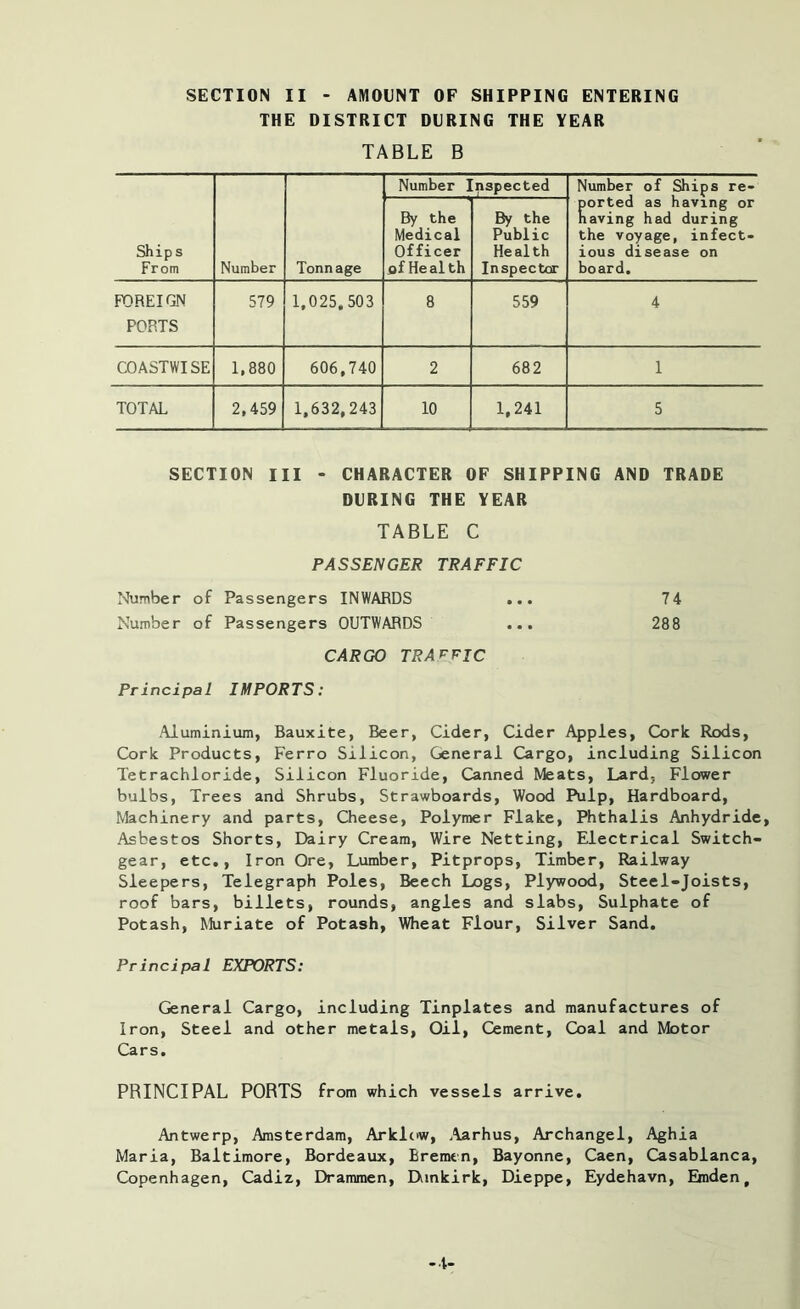 SECTION II - AMOUNT OF SHIPPING ENTERING
THE DISTRICT DURING THE YEAR
TABLE B
Ships From | Number | Tonnage | Number Inspected: By the Medical Officer of Health | By the Public Health Inspector | Number of Ships re- ported as having or having had during the voyage, infect- ious disease on board.
FOREIGN PORTS | 579 | 1,025,503 | 8 | 559 | 4
COASTWISE | 1,880 | 606,740 | 2 | 682 | 1
TOTAL | 2,459 | 1,632,243 | 10 | 1,241 | 5
SECTION III - CHARACTER OF SHIPPING AND TRADE
DURING THE YEAR
TABLE C
PASSENGER TRAFFIC
Number of Passengers INWARDS ... 74
Number of Passengers OUTWARDS ... 288
CARGO TRAFFIC
Principal IMPORTS:
Aluminium, Bauxite, Beer, Cider, Cider Apples, Cork Rods,
Cork Products, Ferro Silicon, General Cargo, including Silicon
Tetrachloride, Silicon Fluoride, Canned Meats, Lard, Flower
bulbs, Trees and Shrubs, Strawboards, Wood Pulp, Hardboard,
Machinery and parts, Cheese, Polymer Flake, Phthalis Anhydride,
Asbestos Shorts, Dairy Cream, Wire Netting, Electrical Switch-
gear, etc., Iron Ore, Lumber, Pitprops, Timber, Railway
Sleepers, Telegraph Poles, Beech Logs, Plywood, Steel-Joists,
roof bars, billets, rounds, angles and slabs, Sulphate of
Potash, Muriate of Potash, Wheat Flour, Silver Sand.
Principal EXPORTS:
General Cargo, including Tinplates and manufactures of
Iron, Steel and other metals, Oil, Cement, Coal and Motor
Cars.
PRINCIPAL PORTS from which vessels arrive.
Antwerp, Amsterdam, Arklow, Aarhus, Archangel, Aghia
Maria, Baltimore, Bordeaux, Bremen, Bayonne, Caen, Casablanca,
Copenhagen, Cadiz, Drammen, Dunkirk, Dieppe, Eydehavn, Emden,
-4-